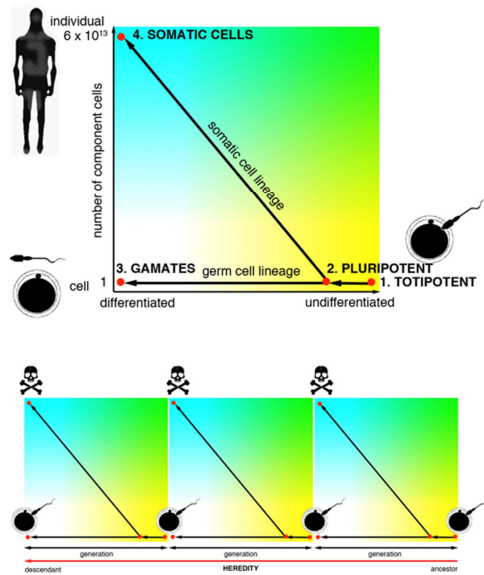 individual
6 x 10¹³
4. SOMATIC CELLS
number of component cells
somatic cell lineage
3. GAMATES
germ cell lineage
2. PLURIPOTENT
1. TOTIPOTENT
cell
1
differentiated
undifferentiated
generation
generation
generation
descendant
HEREDITY
ancestor